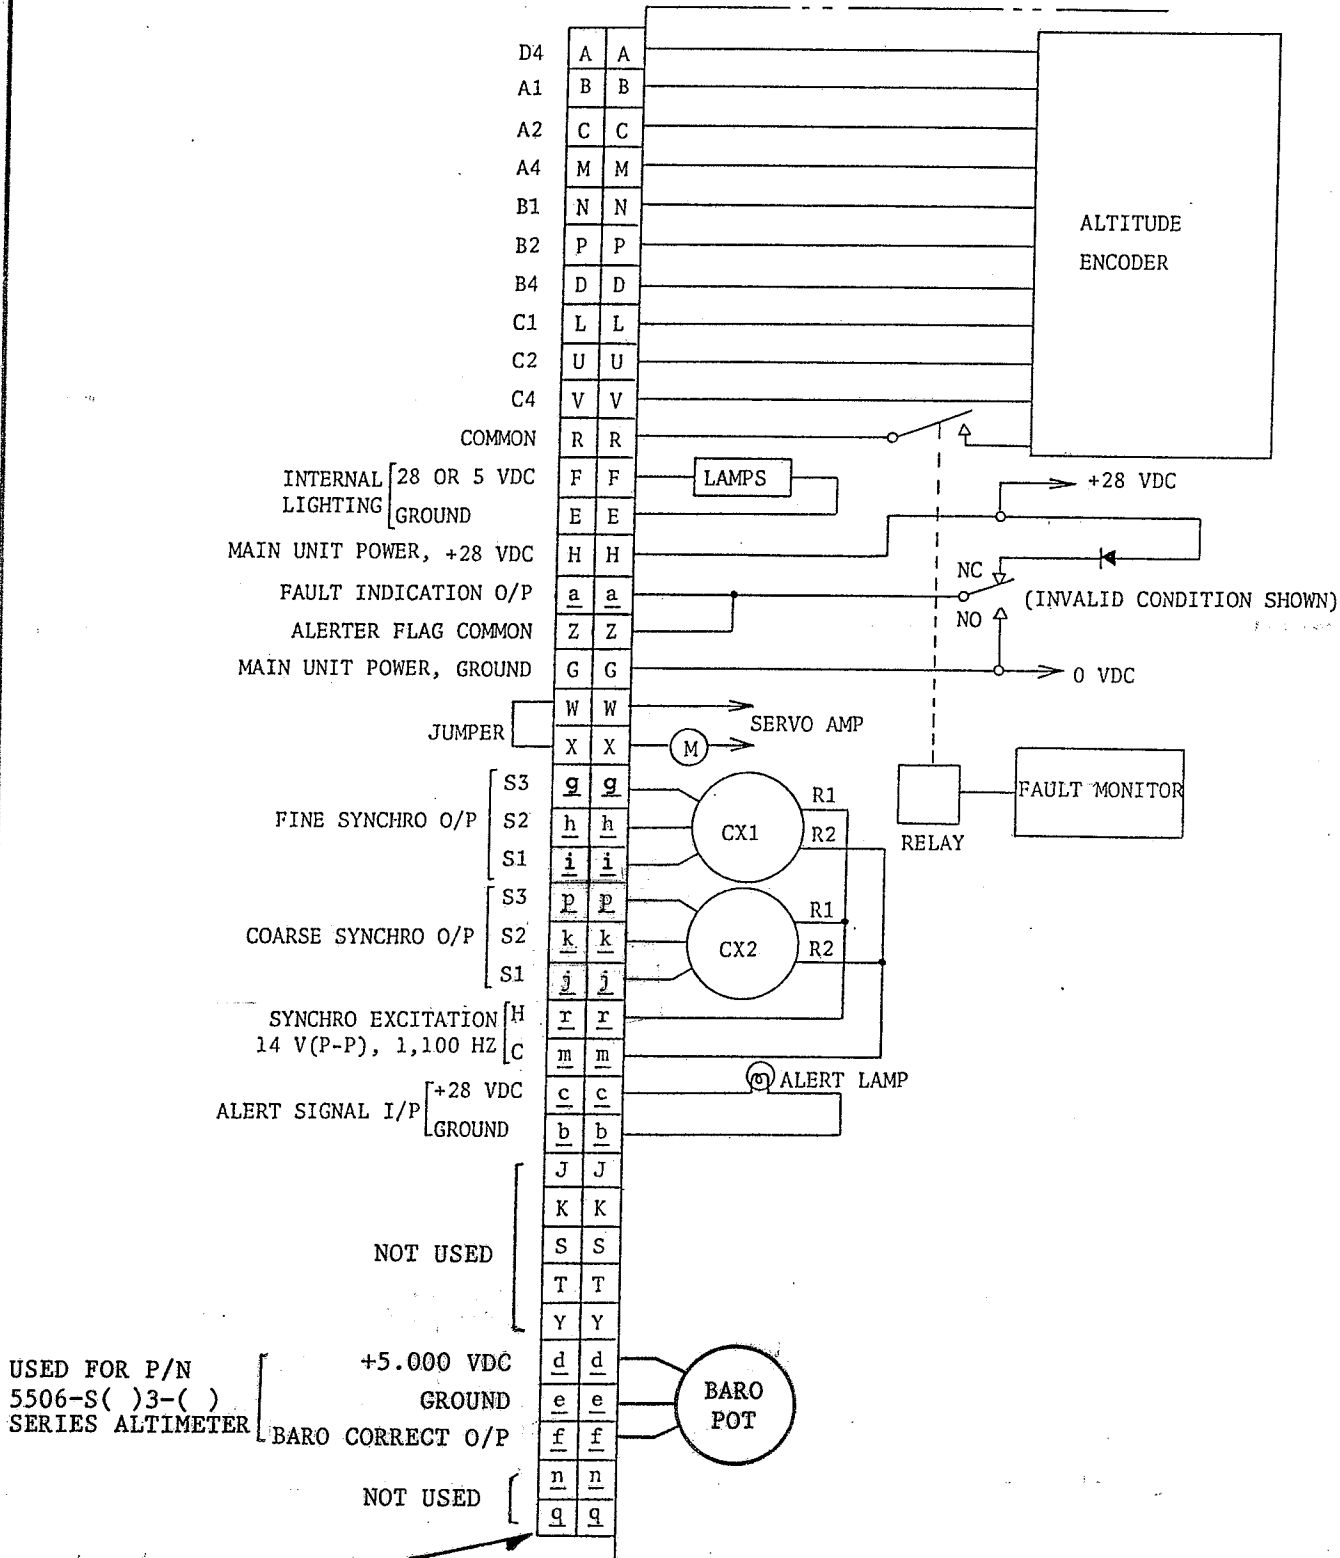 D4 A A
A1 B B
A2 C C
A4 M M
B1 N N
B2 P P
B4 D D
C1 L L
C2 U U
C4 V V
COMMON R R
ALTITUDE
ENCODER
INTERNAL
LIGHTING
28 OR 5 VDC F F LAMPS
GROUND E E
+28 VDC
MAIN UNIT POWER, +28 VDC H H
NC
FAULT INDICATION O/P a a
(INVALID CONDITION SHOWN)
NO
ALERTER FLAG COMMON Z Z
MAIN UNIT POWER, GROUND G G
0 VDC
JUMPER
W W
SERVO AMP
X X M
FINE SYNCHRO O/P
S3 g g
S2 h h
S1 i i
CX1
R1
R2
RELAY
FAULT MONITOR
COARSE SYNCHRO O/P
S3 p p
S2 k k
S1 j j
CX2
R1
R2
SYNCHRO EXCITATION
14 V(P-P), 1,100 HZ
H r r
C m m
ALERT SIGNAL I/P
+28 VDC c c
GROUND b b
ALERT LAMP
NOT USED
J J
K K
S S
T T
Y Y
USED FOR P/N
5506-S( )3-( )
SERIES ALTIMETER
+5.000 VDC d d
GROUND e e
BARO CORRECT O/P f f
BARO
POT
NOT USED
n n
q q